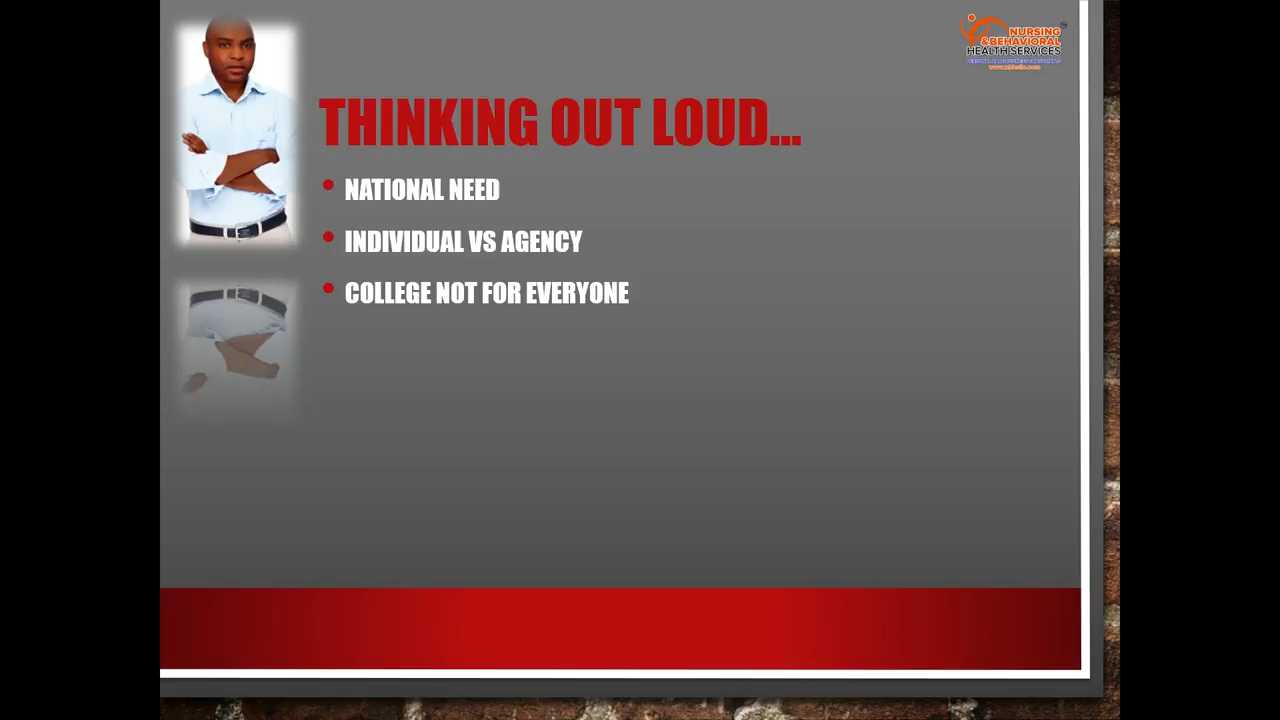 NURSING
& BEHAVIORAL
HEALTH SERVICES
THINKING OUT LOUD...
NATIONAL NEED
INDIVIDUAL VS AGENCY
COLLEGE NOT FOR EVERYONE